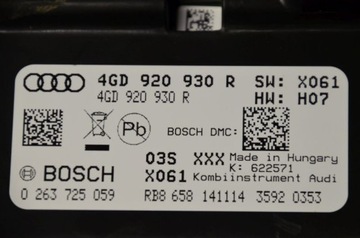 4GD 920 930 R SW: X061
4GD 920 930 R HW: H07
Pb BOSCH DMC:
03S XXX Made in Hungary
K: 622571
BOSCH X061 Kombiinstrument Audi
0 263 725 059 RB8 658 141114 3592 0353